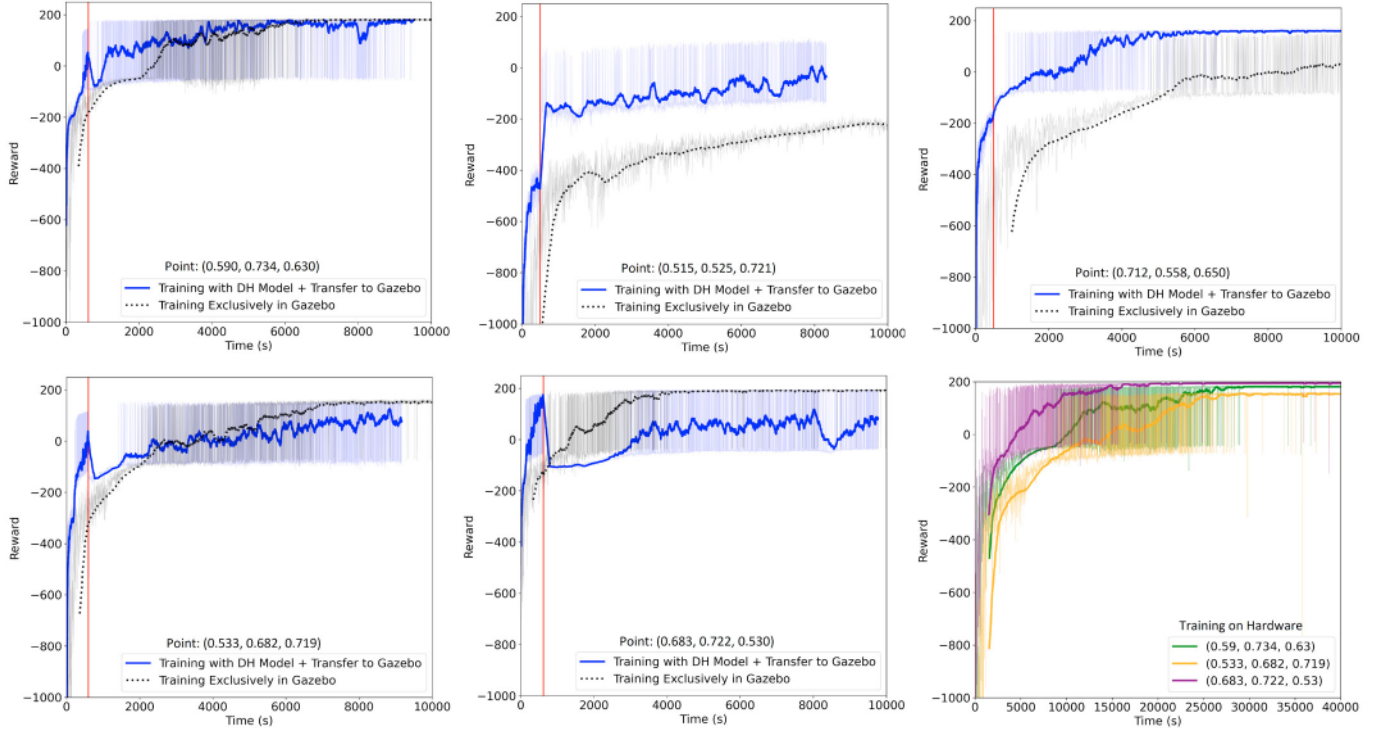 200
0
−200
−400
−600
−800
−1000
Reward
Point: (0.590, 0.734, 0.630)
Training with DH Model + Transfer to Gazebo
Training Exclusively in Gazebo
0 2000 4000 6000 8000 10000
Time (s)
200
0
−200
−400
−600
−800
−1000
Reward
Point: (0.515, 0.525, 0.721)
Training with DH Model + Transfer to Gazebo
Training Exclusively in Gazebo
0 2000 4000 6000 8000 10000
Time (s)
200
0
−200
−400
−600
−800
−1000
Reward
Point: (0.712, 0.558, 0.650)
Training with DH Model + Transfer to Gazebo
Training Exclusively in Gazebo
0 2000 4000 6000 8000 10000
Time (s)
200
0
−200
−400
−600
−800
−1000
Reward
Point: (0.533, 0.682, 0.719)
Training with DH Model + Transfer to Gazebo
Training Exclusively in Gazebo
0 2000 4000 6000 8000 10000
Time (s)
200
0
−200
−400
−600
−800
−1000
Reward
Point: (0.683, 0.722, 0.530)
Training with DH Model + Transfer to Gazebo
Training Exclusively in Gazebo
0 2000 4000 6000 8000 10000
Time (s)
200
0
−200
−400
−600
−800
−1000
Reward
Training on Hardware
(0.59, 0.734, 0.63)
(0.533, 0.682, 0.719)
(0.683, 0.722, 0.53)
0 5000 10000 15000 20000 25000 30000 35000 40000
Time (s)